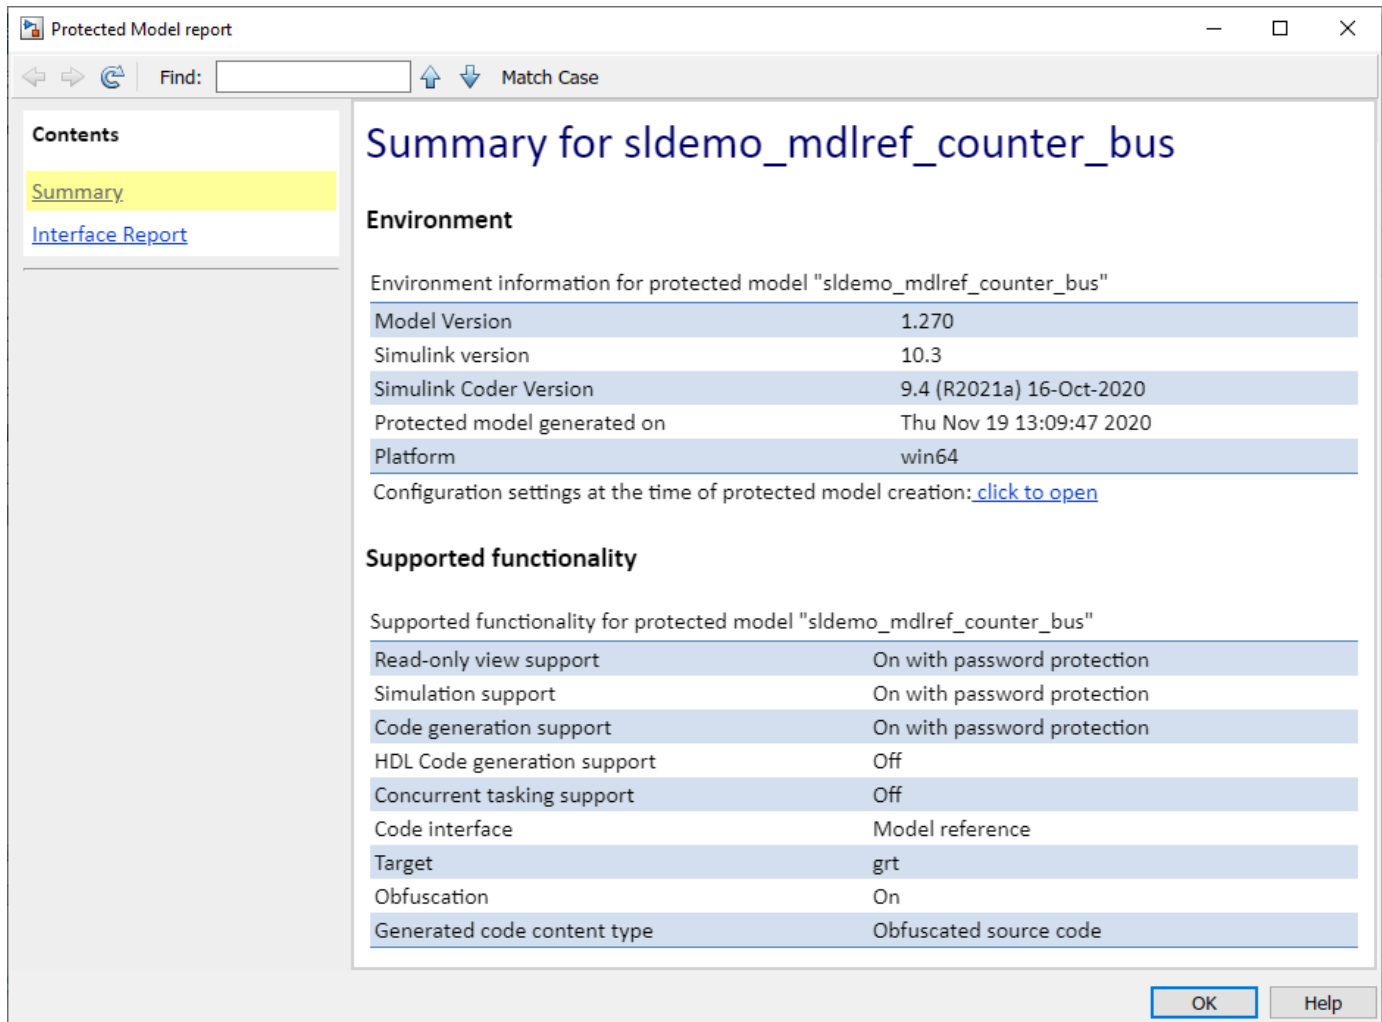 Protected Model report
Find: Match Case
Contents
Summary
Interface Report
Summary for sldemo_mdlref_counter_bus
Environment
Environment information for protected model "sldemo_mdlref_counter_bus"
Model Version 1.270
Simulink version 10.3
Simulink Coder Version 9.4 (R2021a) 16-Oct-2020
Protected model generated on Thu Nov 19 13:09:47 2020
Platform win64
Configuration settings at the time of protected model creation: click to open
Supported functionality
Supported functionality for protected model "sldemo_mdlref_counter_bus"
Read-only view support On with password protection
Simulation support On with password protection
Code generation support On with password protection
HDL Code generation support Off
Concurrent tasking support Off
Code interface Model reference
Target grt
Obfuscation On
Generated code content type Obfuscated source code
OK Help